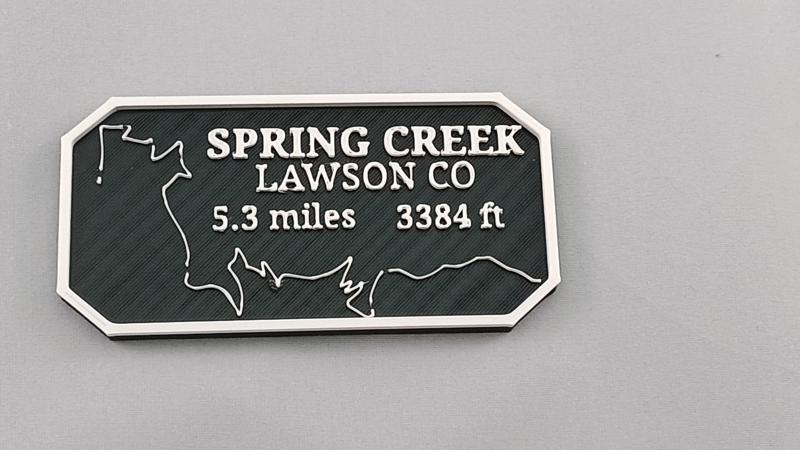 SPRING CREEK
LAWSON CO
5.3 miles 3384 ft